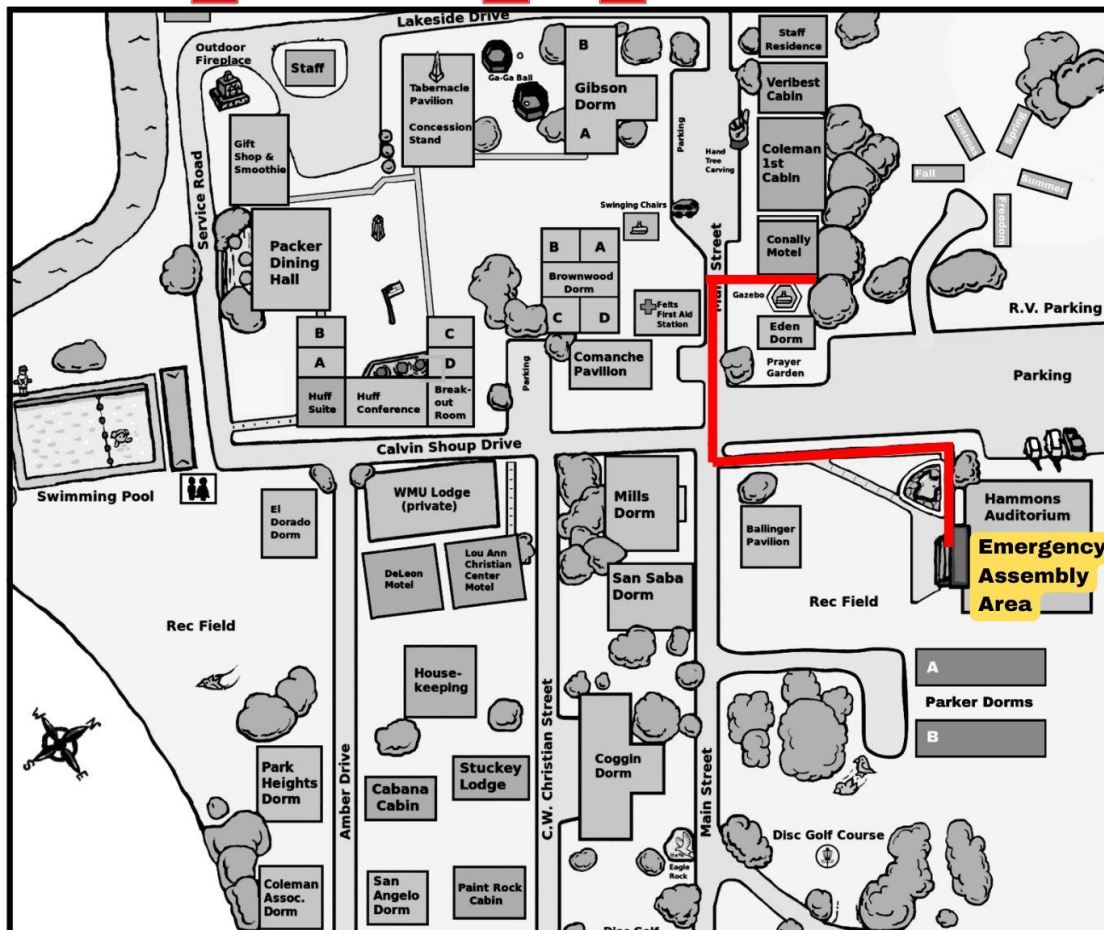 Lakeside Drive
Outdoor
Fireplace
Staff
Tabernacle
Pavilion
Concession
Stand
Ga-Ga Ball
B
Gibson
Dorm
A
Parking
Staff
Residence
Veribest
Cabin
Hand
Tree
Carving
Coleman
1st
Cabin
Christmas
Spring
Fall
Summer
Freedom
Gift
Shop &
Smoothie
Service Road
Packer
Dining
Hall
Swinging Chairs
B A
Brownwood
Dorm
C D
Felts
First Aid
Station
Main Street
Conally
Motel
Gazebo
Eden
Dorm
Prayer
Garden
R.V. Parking
Parking
B
A
Huff
Suite
Huff
Conference
C
D
Break-
out
Room
Parking
Comanche
Pavilion
Calvin Shoup Drive
Swimming Pool
El
Dorado
Dorm
WMU Lodge
(private)
DeLeon
Motel
Lou Ann
Christian
Center
Motel
Mills
Dorm
San Saba
Dorm
Ballinger
Pavilion
Hammons
Auditorium
Emergency
Assembly
Area
Rec Field
Rec Field
House-
keeping
A
Parker Dorms
B
N
N
S
E
Park
Heights
Dorm
Amber Drive
Cabana
Cabin
Stuckey
Lodge
C.W. Christian Street
Coggin
Dorm
Main Street
Eagle
Rock
Disc Golf Course
Coleman
Assoc.
Dorm
San
Angelo
Dorm
Paint Rock
Cabin
Disc Golf